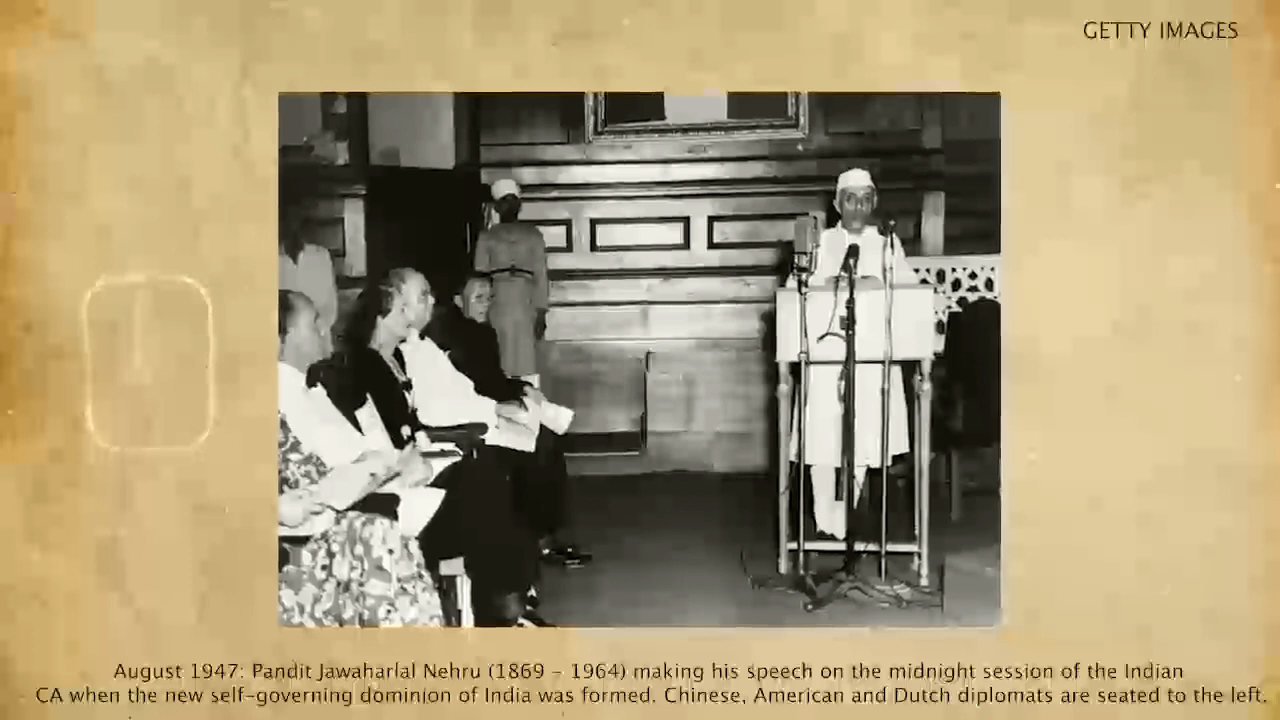 GETTY IMAGES
August 1947: Pandit Jawaharlal Nehru (1869 - 1964) making his speech on the midnight session of the Indian
CA when the new self-governing dominion of India was formed. Chinese, American and Dutch diplomats are seated to the left.